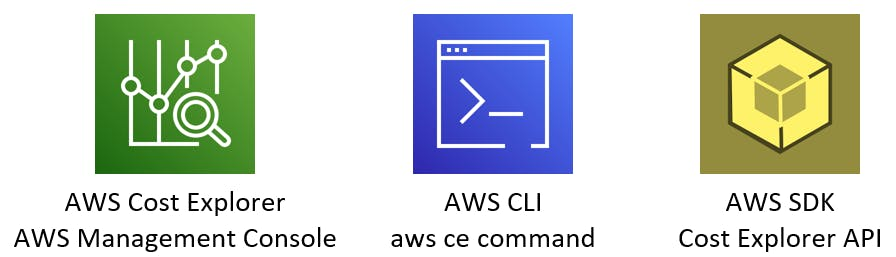 AWS Cost Explorer
AWS Management Console
AWS CLI
aws ce command
AWS SDK
Cost Explorer API